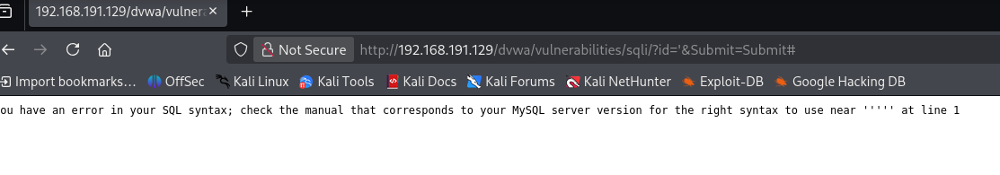 192.168.191.129/dvwa/vulner
Not Secure http://192.168.191.129/dvwa/vulnerabilities/sqli/?id='&Submit=Submit#
Import bookmarks... OffSec Kali Linux Kali Tools Kali Docs Kali Forums Kali NetHunter Exploit-DB Google Hacking DB
ou have an error in your SQL syntax; check the manual that corresponds to your MySQL server version for the right syntax to use near ''''' at line 1